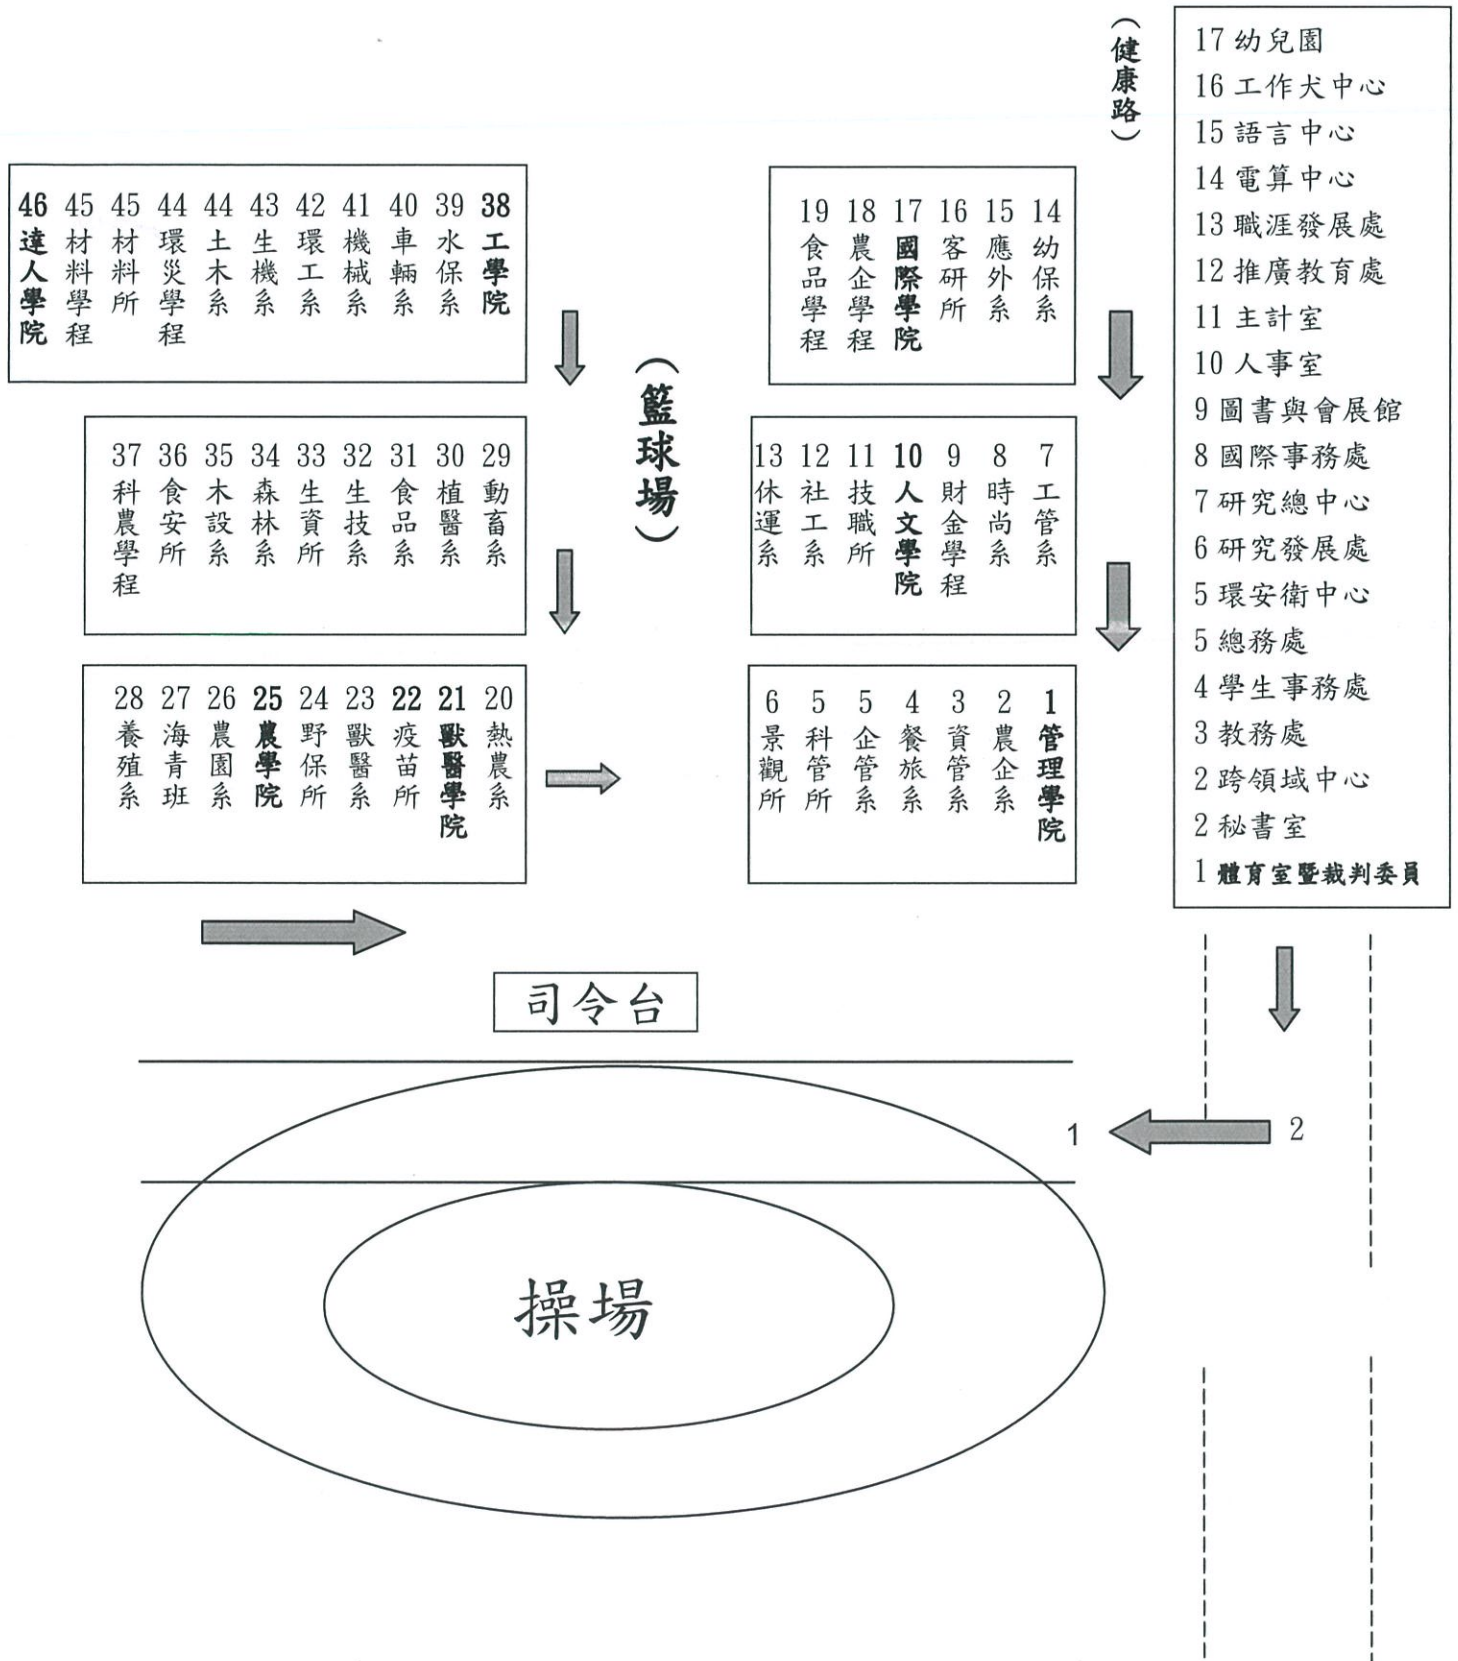 （健康路）
17 幼兒園
16 工作犬中心
15 語言中心
14 電算中心
13 職涯發展處
12 推廣教育處
11 主計室
10 人事室
9 圖書與會展館
8 國際事務處
7 研究總中心
6 研究發展處
5 環安衛中心
5 總務處
4 學生事務處
3 教務處
2 跨領域中心
2 秘書室
1 體育室暨裁判委員
46 達人學院
45 材料學程
45 材料所
44 環災學程
44 土木系
43 生機系
42 環工系
41 機械系
40 車輛系
39 水保系
38 工學院
19 食品學程
18 農企學程
17 國際學院
16 客研所
15 應外系
14 幼保系
（籃球場）
37 科農學程
36 食安所
35 木設系
34 森林系
33 生資所
32 生技系
31 食品系
30 植醫系
29 動畜系
13 休運系
12 社工系
11 技職所
10 人文學院
9 財金學程
8 時尚系
7 工管系
28 養殖系
27 海青班
26 農園系
25 農學院
24 野保所
23 獸醫系
22 疫苗所
21 獸醫學院
20 熱農系
6 景觀所
5 科管所
5 企管系
4 餐旅系
3 資管系
2 農企系
1 管理學院
司令台
1
2
操場